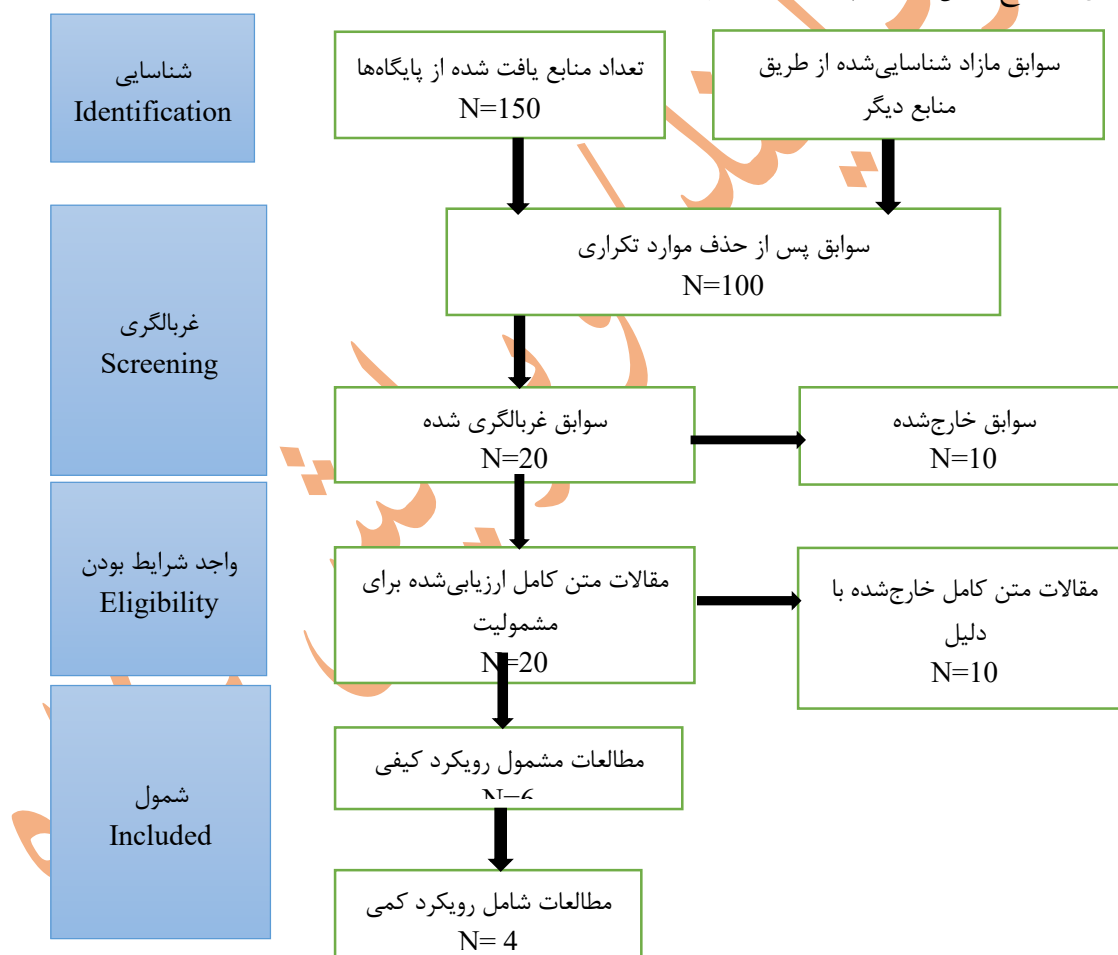 شناسایی
Identification
تعداد منابع یافت شده از پایگاه‌ها
N=150
سوابق مازاد شناسایی‌شده از طریق
منابع دیگر
غربالگری
Screening
سوابق پس از حذف موارد تکراری
N=100
سوابق غربالگری شده
N=20
سوابق خارج‌شده
N=10
واجد شرایط بودن
Eligibility
مقالات متن کامل ارزیابی‌شده برای
مشمولیت
N=20
مقالات متن کامل خارج‌شده با
دلیل
N=10
شمول
Included
مطالعات مشمول رویکرد کیفی
N=6
مطالعات شامل رویکرد کمی
N= 4